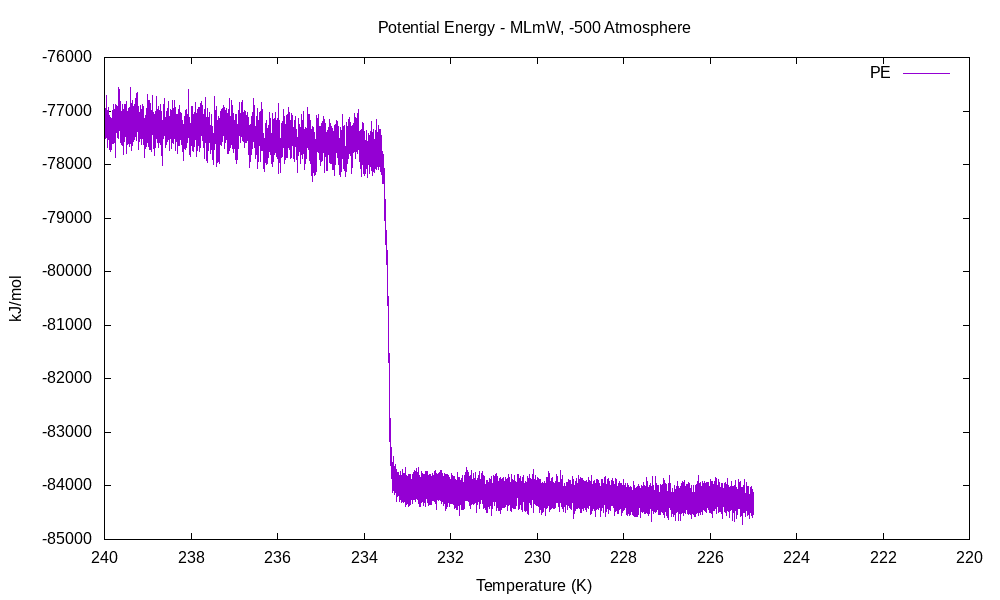 Potential Energy - MLmW, -500 Atmosphere
PE
kJ/mol
-76000
-77000
-78000
-79000
-80000
-81000
-82000
-83000
-84000
-85000
240 238 236 234 232 230 228 226 224 222 220
Temperature (K)